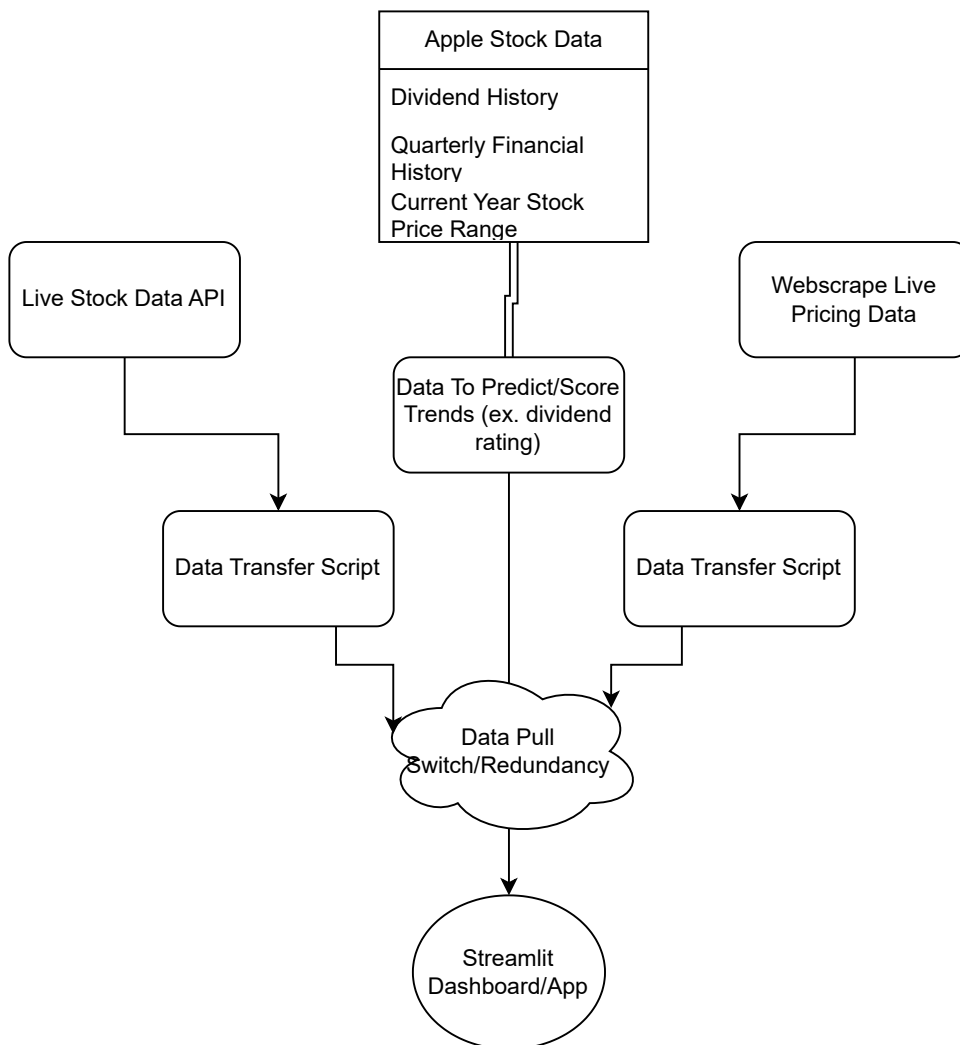 Apple Stock Data
Dividend History
Quarterly Financial
History
Current Year Stock
Price Range
Live Stock Data API
Webscrape Live
Pricing Data
Data To Predict/Score
Trends (ex. dividend
rating)
Data Transfer Script
Data Transfer Script
Data Pull
Switch/Redundancy
Streamlit
Dashboard/App